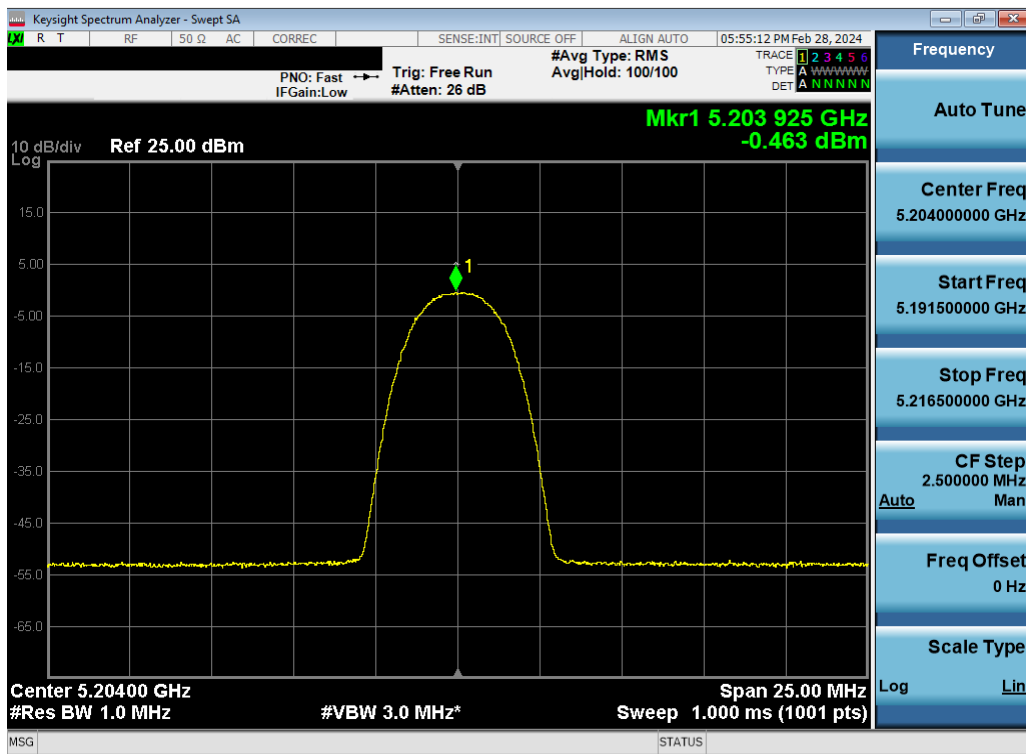 Keysight Spectrum Analyzer - Swept SA
LXI R T RF 50 Ω AC CORREC SENSE:INT SOURCE OFF ALIGN AUTO 05:55:12 PM Feb 28, 2024
PNO: Fast
IFGain:Low
Trig: Free Run
#Atten: 26 dB
#Avg Type: RMS
Avg|Hold: 100/100
TRACE 1 2 3 4 5 6
TYPE A WWWWW
DET A N N N N N
Mkr1 5.203 925 GHz
-0.463 dBm
10 dB/div Ref 25.00 dBm
Log
15.0
5.00
-5.00
-15.0
-25.0
-35.0
-45.0
-55.0
-65.0
1
Center 5.20400 GHz
Span 25.00 MHz
#Res BW 1.0 MHz
#VBW 3.0 MHz*
Sweep 1.000 ms (1001 pts)
MSG
STATUS
Frequency
Auto Tune
Center Freq
5.204000000 GHz
Start Freq
5.191500000 GHz
Stop Freq
5.216500000 GHz
CF Step
2.500000 MHz
Auto Man
Freq Offset
0 Hz
Scale Type
Log Lin